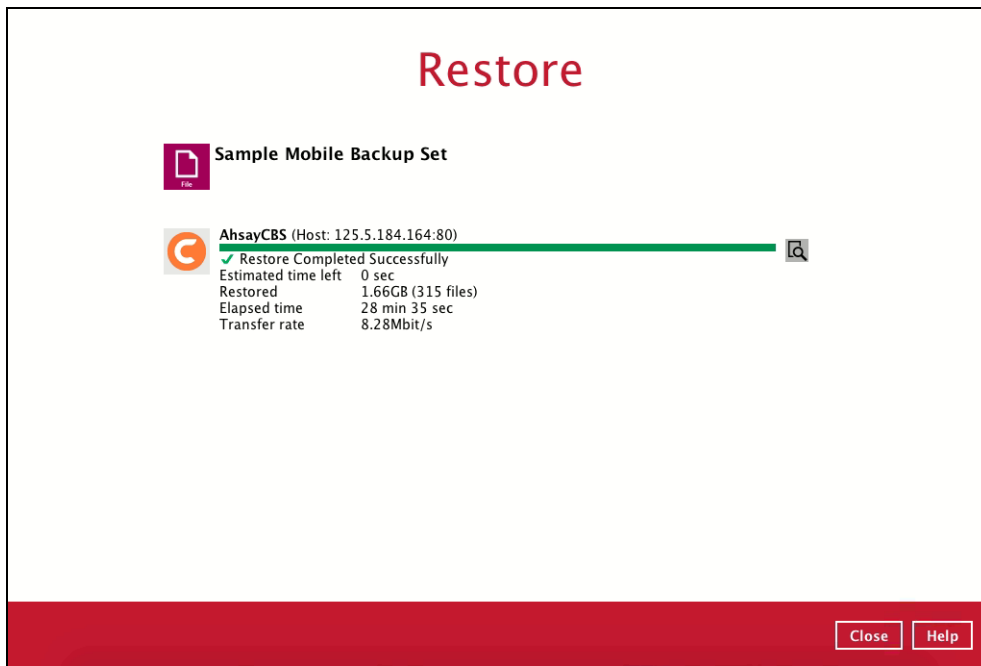 Restore
Sample Mobile Backup Set
File
AhsayCBS (Host: 125.5.184.164:80)
✓ Restore Completed Successfully
Estimated time left 0 sec
Restored 1.66GB (315 files)
Elapsed time 28 min 35 sec
Transfer rate 8.28Mbit/s
Close Help